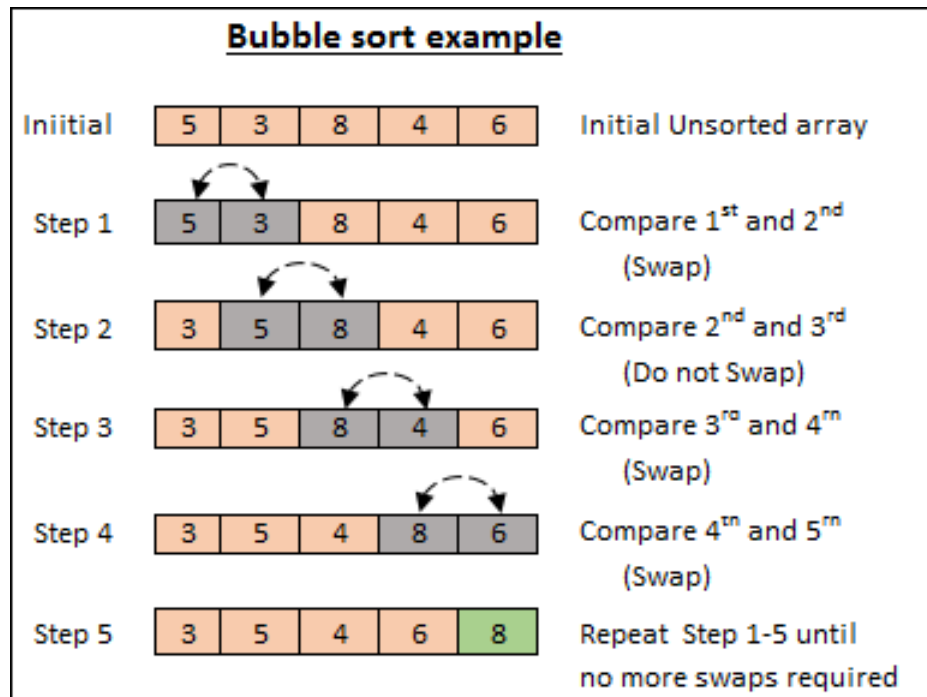 Bubble sort example
Iniitial 5 3 8 4 6 Initial Unsorted array
Step 1 5 3 8 4 6 Compare 1st and 2nd
(Swap)
Step 2 3 5 8 4 6 Compare 2nd and 3rd
(Do not Swap)
Step 3 3 5 8 4 6 Compare 3rd and 4th
(Swap)
Step 4 3 5 4 8 6 Compare 4th and 5th
(Swap)
Step 5 3 5 4 6 8 Repeat Step 1-5 until
no more swaps required